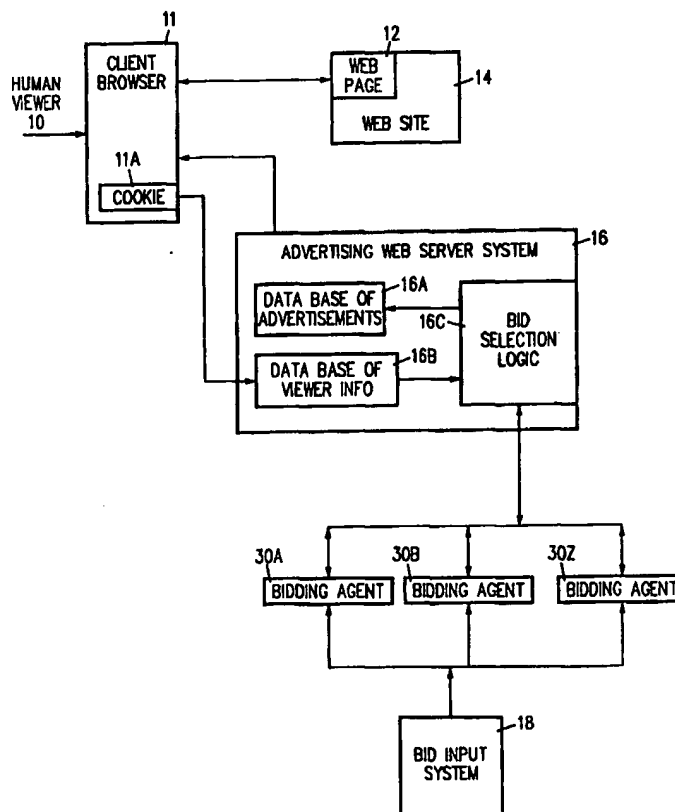 11
CLIENT
BROWSER
HUMAN
VIEWER
10
11A
COOKIE
12
WEB
PAGE
14
WEB SITE
16
ADVERTISING WEB SERVER SYSTEM
16A
DATA BASE OF
ADVERTISEMENTS
16C
BID
SELECTION
LOGIC
16B
DATA BASE OF
VIEWER INFO
30A
BIDDING AGENT
30B
BIDDING AGENT
30Z
BIDDING AGENT
18
BID INPUT
SYSTEM